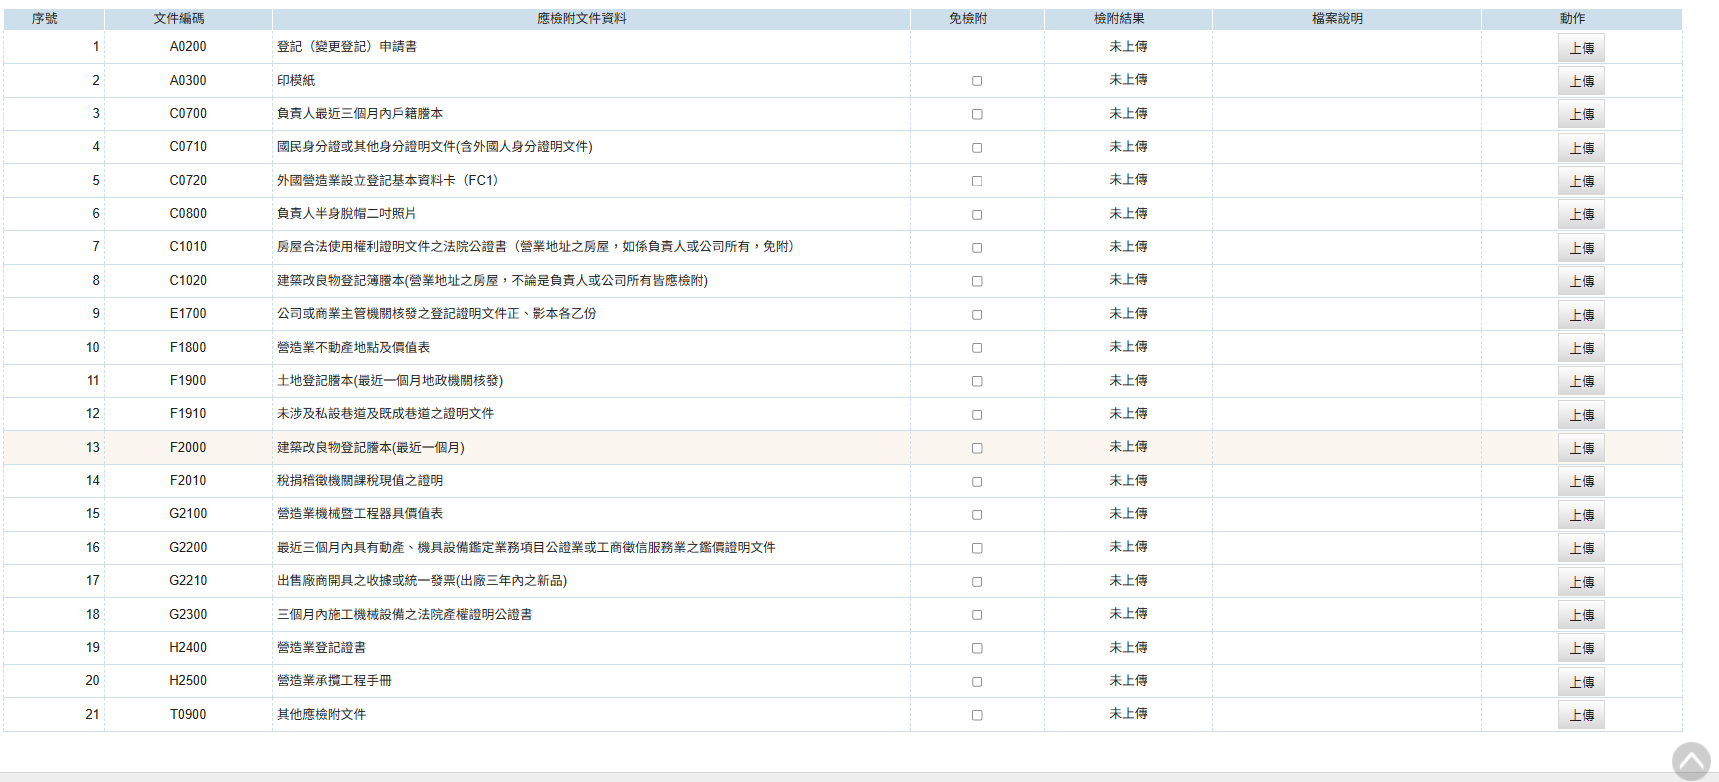 序號 文件編碼 應檢附文件資料 免檢附 檢附結果 檔案說明 動作
1 A0200 登記（變更登記）申請書 未上傳 上傳
2 A0300 印模紙 未上傳 上傳
3 C0700 負責人最近三個月內戶籍謄本 未上傳 上傳
4 C0710 國民身分證或其他身分證明文件(含外國人身分證明文件) 未上傳 上傳
5 C0720 外國營造業設立登記基本資料卡（FC1） 未上傳 上傳
6 C0800 負責人半身脫帽二吋照片 未上傳 上傳
7 C1010 房屋合法使用權利證明文件之法院公證書（營業地址之房屋，如係負責人或公司所有，免附） 未上傳 上傳
8 C1020 建築改良物登記簿謄本(營業地址之房屋，不論是負責人或公司所有皆應檢附) 未上傳 上傳
9 E1700 公司或商業主管機關核發之登記證明文件正、影本各乙份 未上傳 上傳
10 F1800 營造業不動產地點及價值表 未上傳 上傳
11 F1900 土地登記謄本(最近一個月地政機關核發) 未上傳 上傳
12 F1910 未涉及私設巷道及既成巷道之證明文件 未上傳 上傳
13 F2000 建築改良物登記謄本(最近一個月) 未上傳 上傳
14 F2010 稅捐稽徵機關課稅現值之證明 未上傳 上傳
15 G2100 營造業機械暨工程器具價值表 未上傳 上傳
16 G2200 最近三個月內具有動產、機具設備鑑定業務項目公證業或工商徵信服務業之鑑價證明文件 未上傳 上傳
17 G2210 出售廠商開具之收據或統一發票(出廠三年內之新品) 未上傳 上傳
18 G2300 三個月內施工機械設備之法院產權證明公證書 未上傳 上傳
19 H2400 營造業登記證書 未上傳 上傳
20 H2500 營造業承攬工程手冊 未上傳 上傳
21 T0900 其他應檢附文件 未上傳 上傳